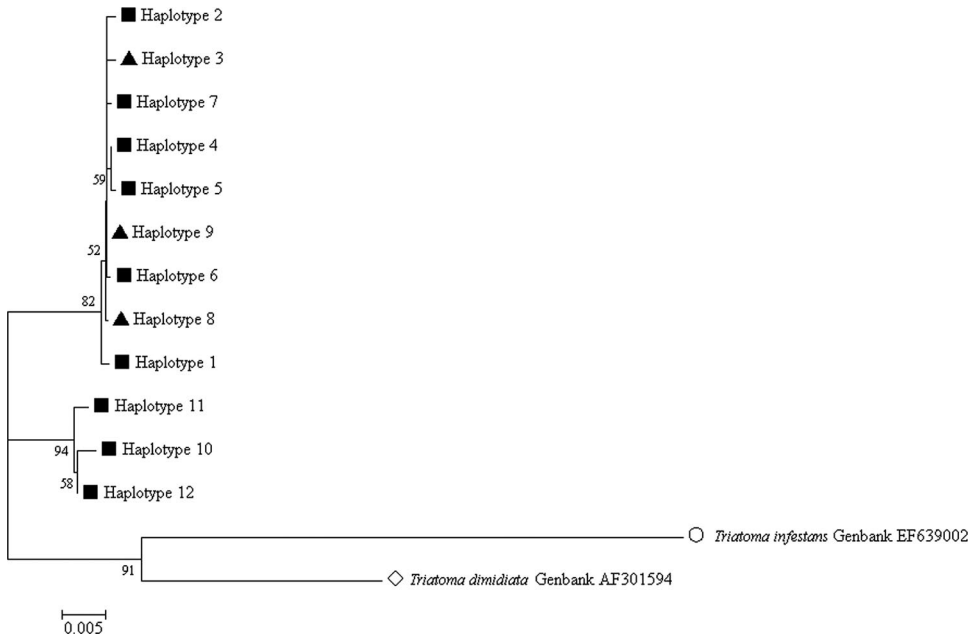 Haplotype 2
Haplotype 3
Haplotype 7
Haplotype 4
59
Haplotype 5
Haplotype 9
52
Haplotype 6
82
Haplotype 8
Haplotype 1
Haplotype 11
94
Haplotype 10
58
Haplotype 12
Triatoma infestans Genbank EF639002
91
Triatoma dimidiata Genbank AF301594
0.005